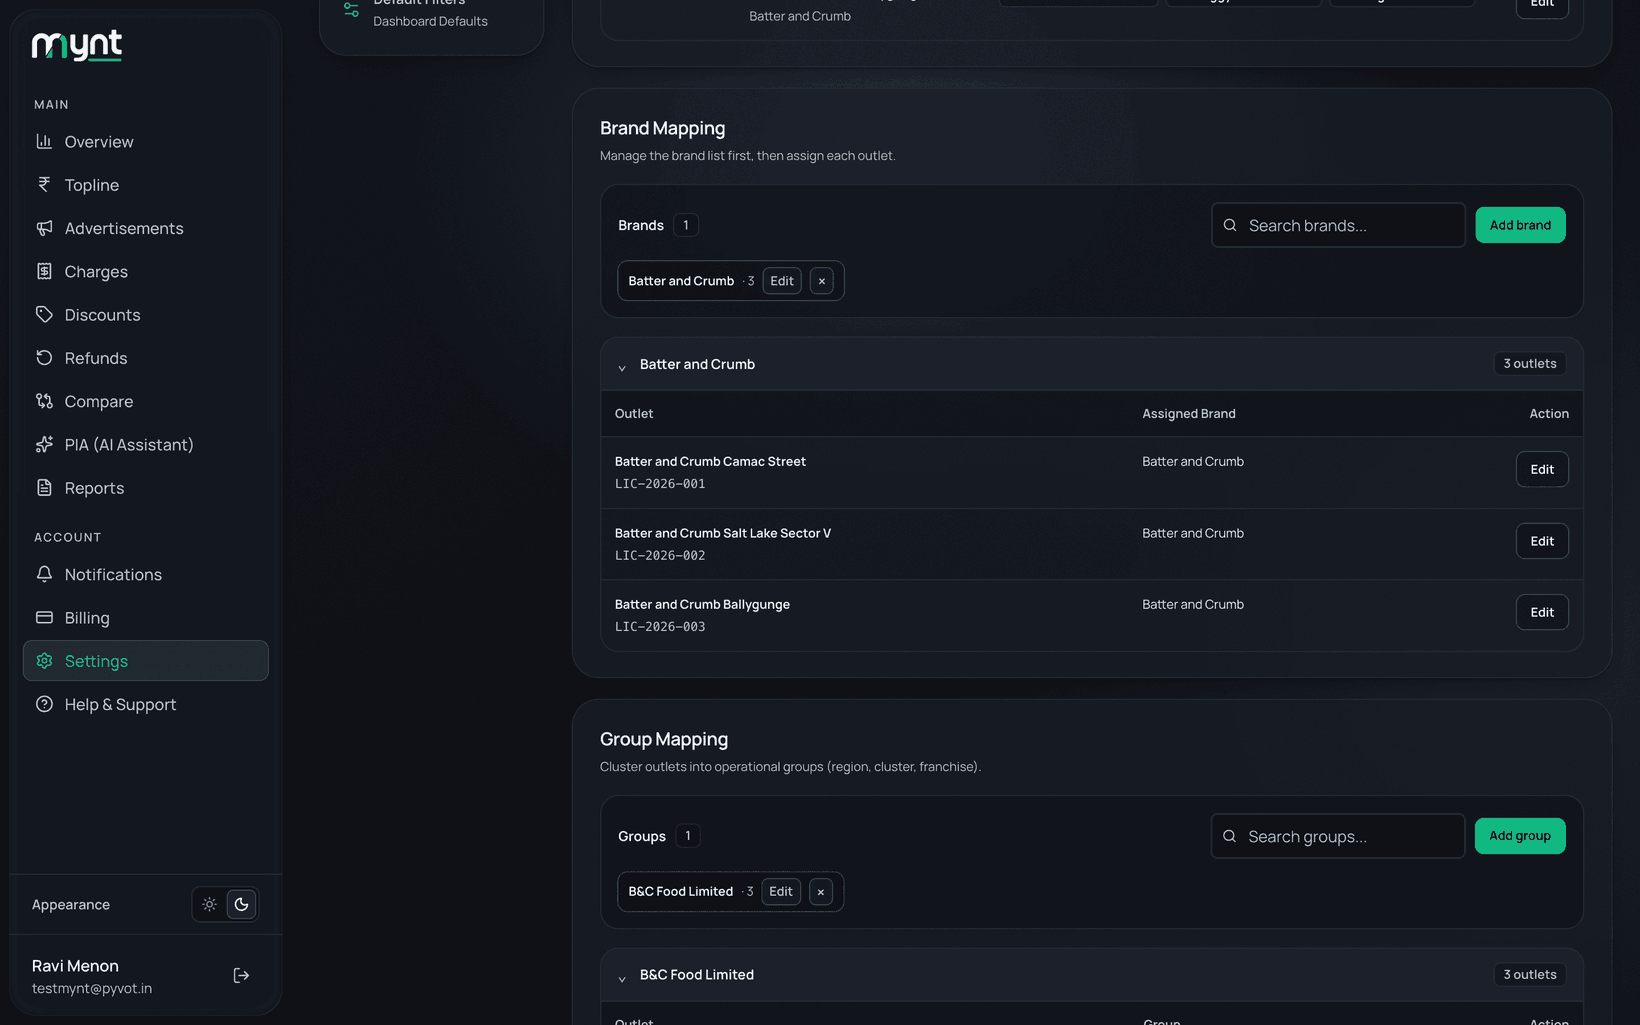 mynt
MAIN
Overview
Topline
Advertisements
Charges
Discounts
Refunds
Compare
PIA (AI Assistant)
Reports
ACCOUNT
Notifications
Billing
Settings
Help & Support
Appearance
Ravi Menon
testmynt@pyvot.in
Default Filters
Dashboard Defaults
Batter and Crumb
Edit
Brand Mapping
Manage the brand list first, then assign each outlet.
Brands 1
Search brands...
Add brand
Batter and Crumb · 3 Edit ×
Batter and Crumb 3 outlets
Outlet Assigned Brand Action
Batter and Crumb Camac Street Batter and Crumb Edit
LIC-2026-001
Batter and Crumb Salt Lake Sector V Batter and Crumb Edit
LIC-2026-002
Batter and Crumb Ballygunge Batter and Crumb Edit
LIC-2026-003
Group Mapping
Cluster outlets into operational groups (region, cluster, franchise).
Groups 1
Search groups...
Add group
B&C Food Limited · 3 Edit ×
B&C Food Limited 3 outlets
Outlet Group Action